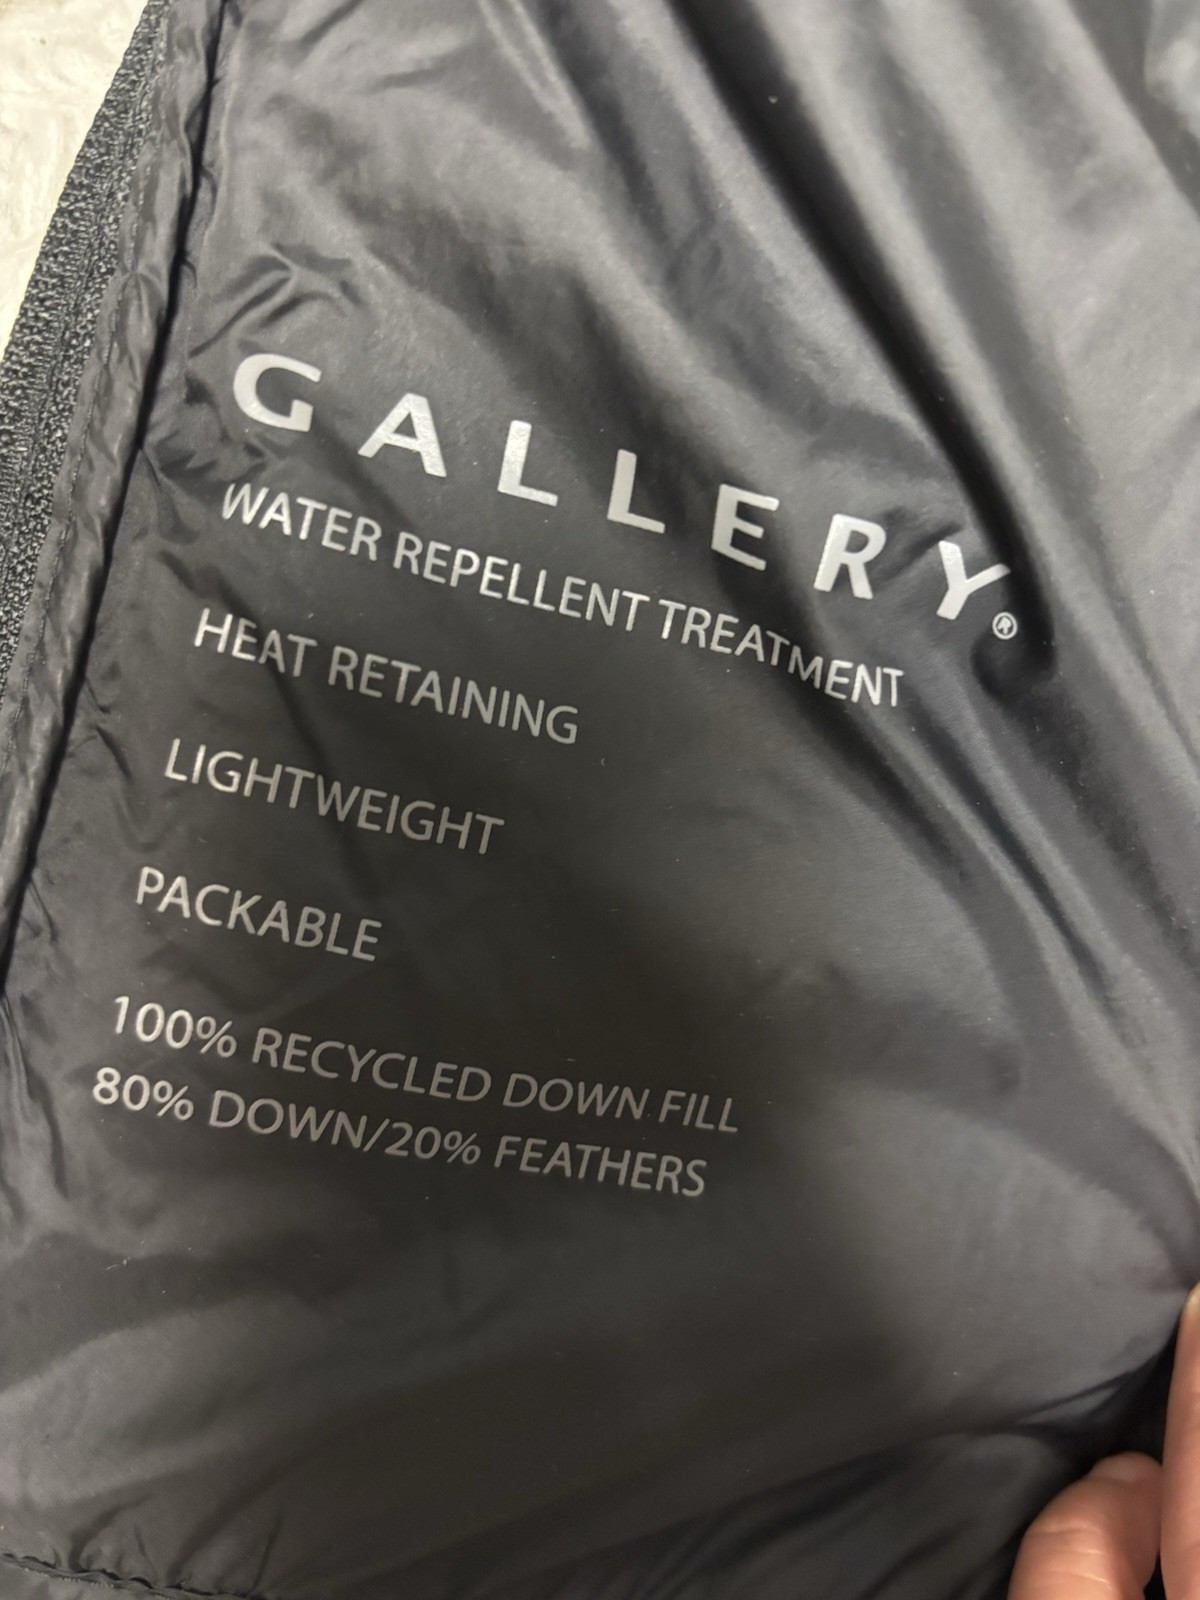 GALLERY®
WATER REPELLENT TREATMENT
HEAT RETAINING
LIGHTWEIGHT
PACKABLE
100% RECYCLED DOWN FILL
80% DOWN/20% FEATHERS